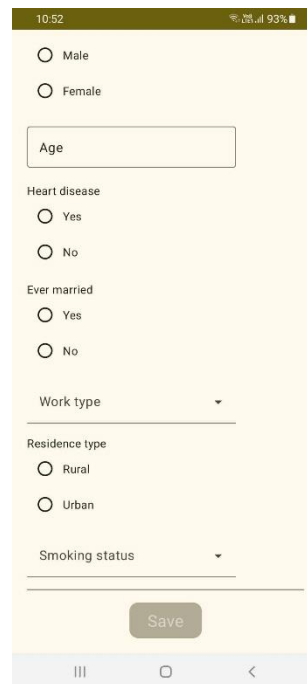 10:52
93%
Male
Female
Age
Heart disease
Yes
No
Ever married
Yes
No
Work type
Residence type
Rural
Urban
Smoking status
Save